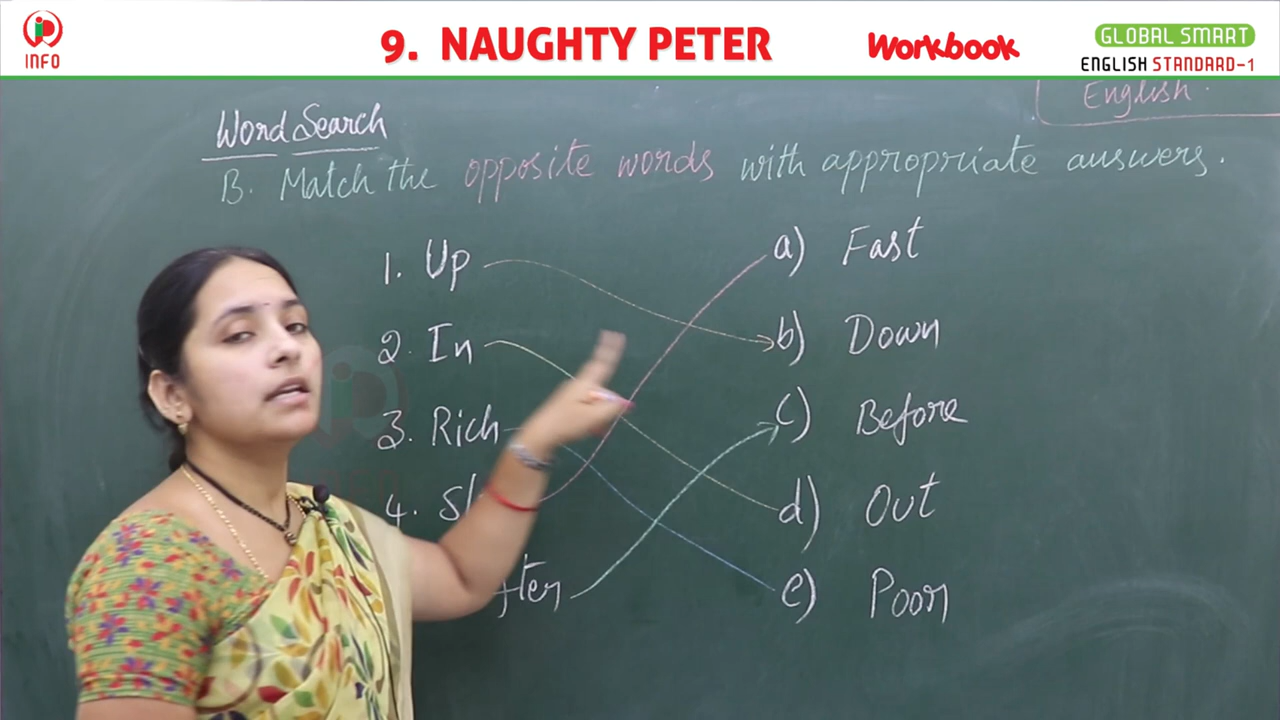 INFO
9. NAUGHTY PETER Workbook
GLOBAL SMART
ENGLISH STANDARD-1
English.
Word Search
B. Match the opposite words with appropriate answers.
1. Up a) Fast
2. In b) Down
3. Rich c) Before
4. d) Out
e) Poor
INFO